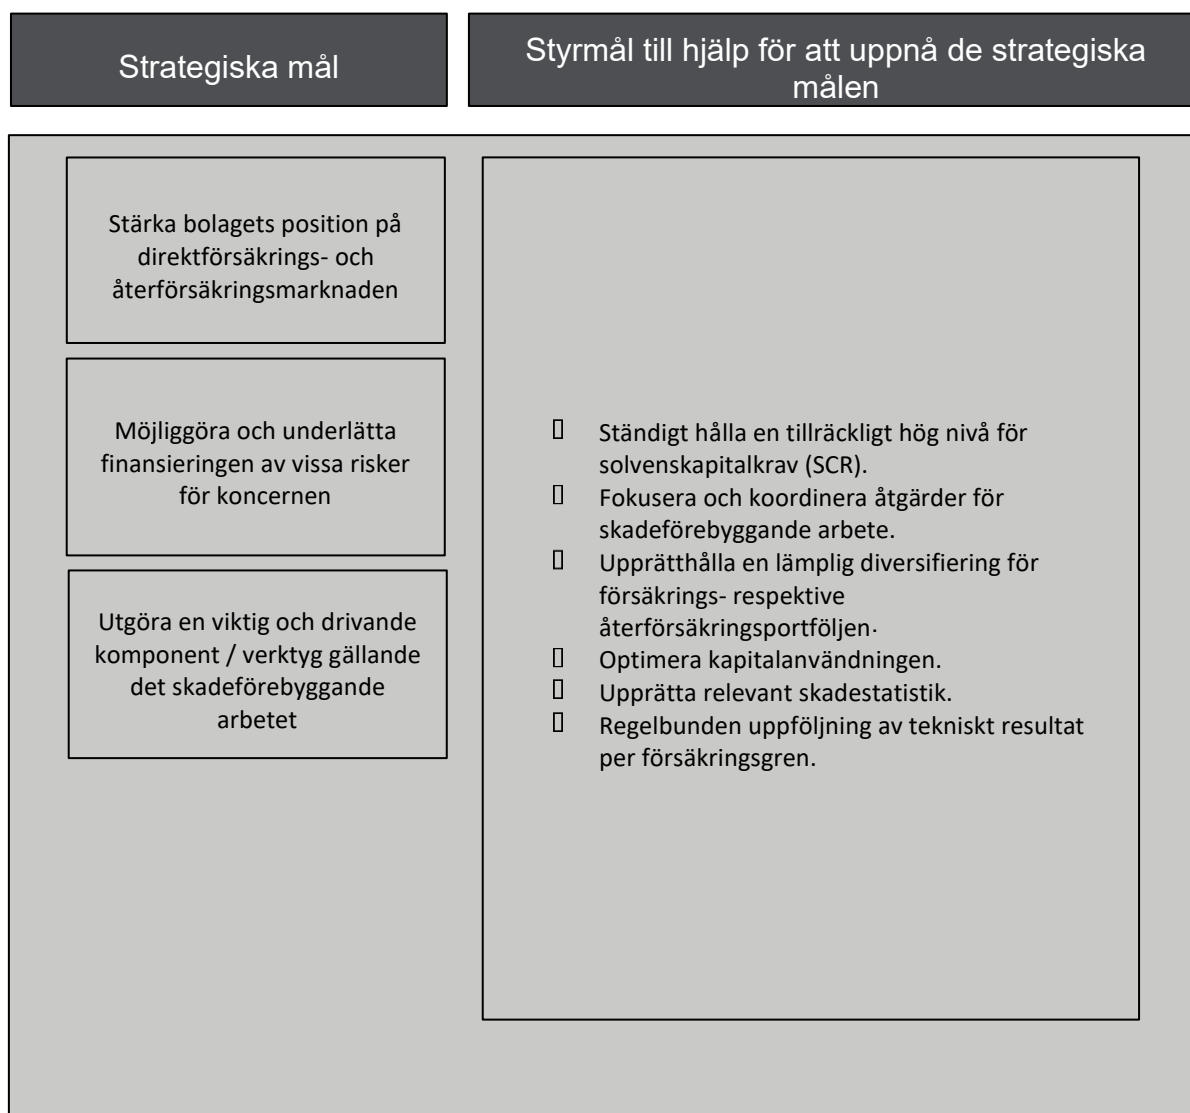 Strategiska mål
Styrmål till hjälp för att uppnå de strategiska
målen
Stärka bolagets position på
direktförsäkrings- och
återförsäkringsmarknaden
Möjliggöra och underlätta
finansieringen av vissa risker
för koncernen
Utgöra en viktig och drivande
komponent / verktyg gällande
det skadeförebyggande
arbetet
▯ Ständigt hålla en tillräckligt hög nivå för
solvenskapitalkrav (SCR).
▯ Fokusera och koordinera åtgärder för
skadeförebyggande arbete.
▯ Upprätthålla en lämplig diversifiering för
försäkrings- respektive
återförsäkringsportföljen.
▯ Optimera kapitalanvändningen.
▯ Upprätta relevant skadestatistik.
▯ Regelbunden uppföljning av tekniskt resultat
per försäkringsgren.